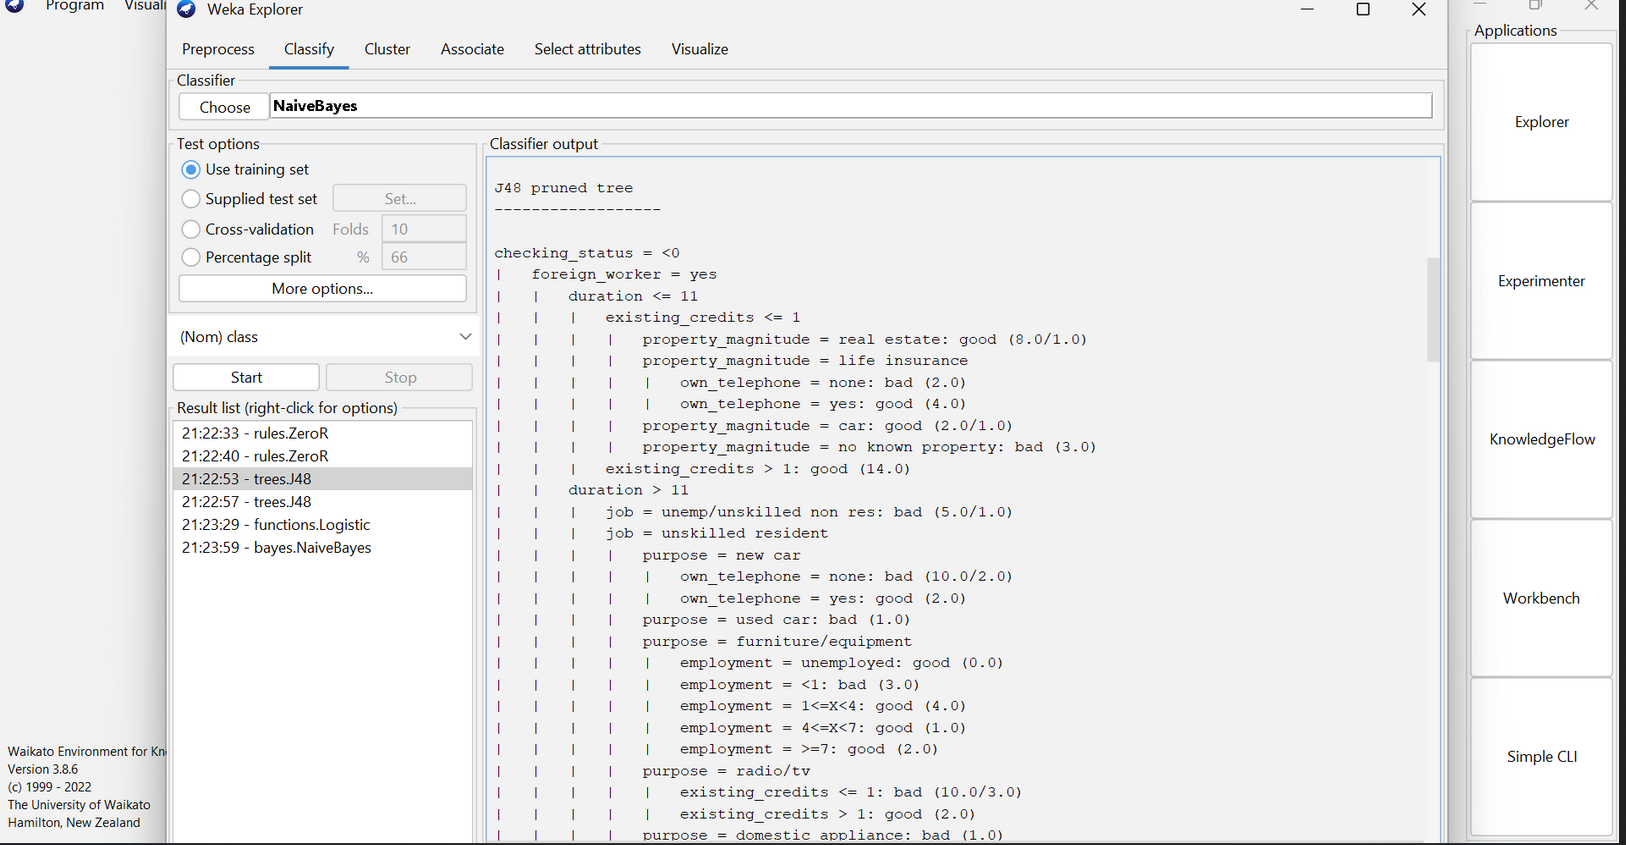 Program Visuali
Weka Explorer
Preprocess Classify Cluster Associate Select attributes Visualize
Classifier
Choose NaiveBayes
Test options
Use training set
Supplied test set Set...
Cross-validation Folds 10
Percentage split % 66
More options...
(Nom) class
Start Stop
Result list (right-click for options)
21:22:33 - rules.ZeroR
21:22:40 - rules.ZeroR
21:22:53 - trees.J48
21:22:57 - trees.J48
21:23:29 - functions.Logistic
21:23:59 - bayes.NaiveBayes
Classifier output
J48 pruned tree
------------------
checking_status = <0
|   foreign_worker = yes
|   |   duration <= 11
|   |   |   existing_credits <= 1
|   |   |   |   property_magnitude = real estate: good (8.0/1.0)
|   |   |   |   property_magnitude = life insurance
|   |   |   |   |   own_telephone = none: bad (2.0)
|   |   |   |   |   own_telephone = yes: good (4.0)
|   |   |   |   property_magnitude = car: good (2.0/1.0)
|   |   |   |   property_magnitude = no known property: bad (3.0)
|   |   |   existing_credits > 1: good (14.0)
|   |   duration > 11
|   |   |   job = unemp/unskilled non res: bad (5.0/1.0)
|   |   |   job = unskilled resident
|   |   |   |   purpose = new car
|   |   |   |   |   own_telephone = none: bad (10.0/2.0)
|   |   |   |   |   own_telephone = yes: good (2.0)
|   |   |   |   purpose = used car: bad (1.0)
|   |   |   |   purpose = furniture/equipment
|   |   |   |   |   employment = unemployed: good (0.0)
|   |   |   |   |   employment = <1: bad (3.0)
|   |   |   |   |   employment = 1<=X<4: good (4.0)
|   |   |   |   |   employment = 4<=X<7: good (1.0)
|   |   |   |   |   employment = >=7: good (2.0)
|   |   |   |   purpose = radio/tv
|   |   |   |   |   existing_credits <= 1: bad (10.0/3.0)
|   |   |   |   |   existing_credits > 1: good (2.0)
|   |   |   |   purpose = domestic appliance: bad (1.0)
Applications
Explorer
Experimenter
KnowledgeFlow
Workbench
Simple CLI
Waikato Environment for Kn
Version 3.8.6
(c) 1999 - 2022
The University of Waikato
Hamilton, New Zealand